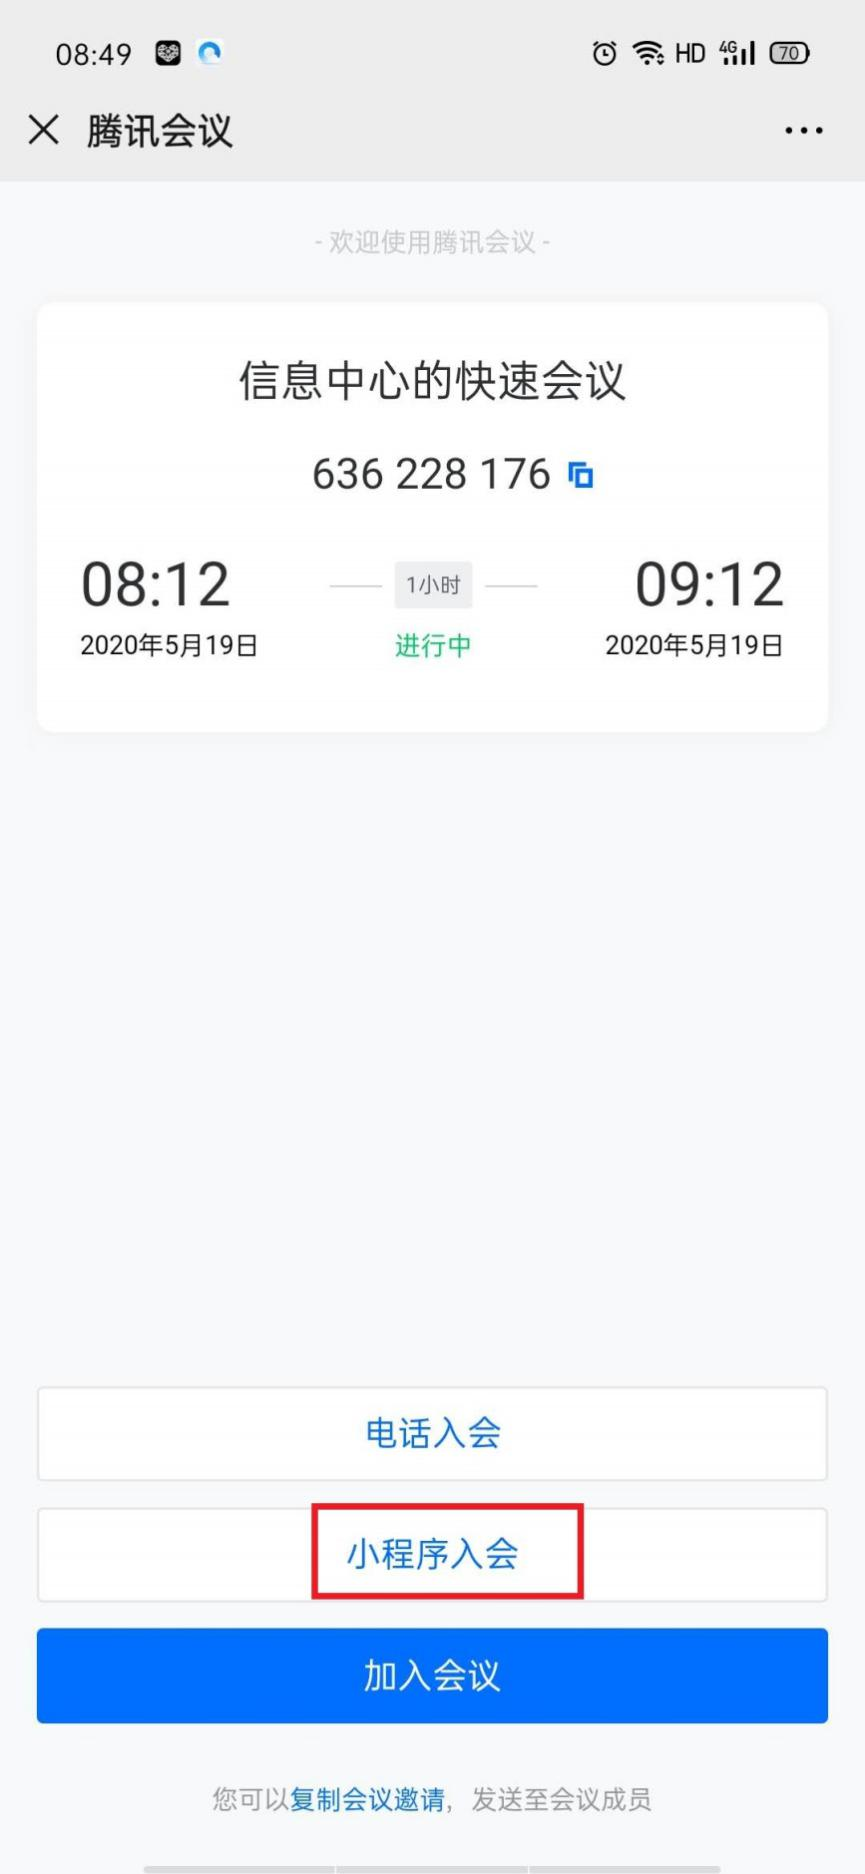 08:49 HD 4G 70
腾讯会议
- 欢迎使用腾讯会议 -
信息中心的快速会议
636 228 176
08:12 1小时 09:12
2020年5月19日 进行中 2020年5月19日
电话入会
小程序入会
加入会议
您可以复制会议邀请，发送至会议成员